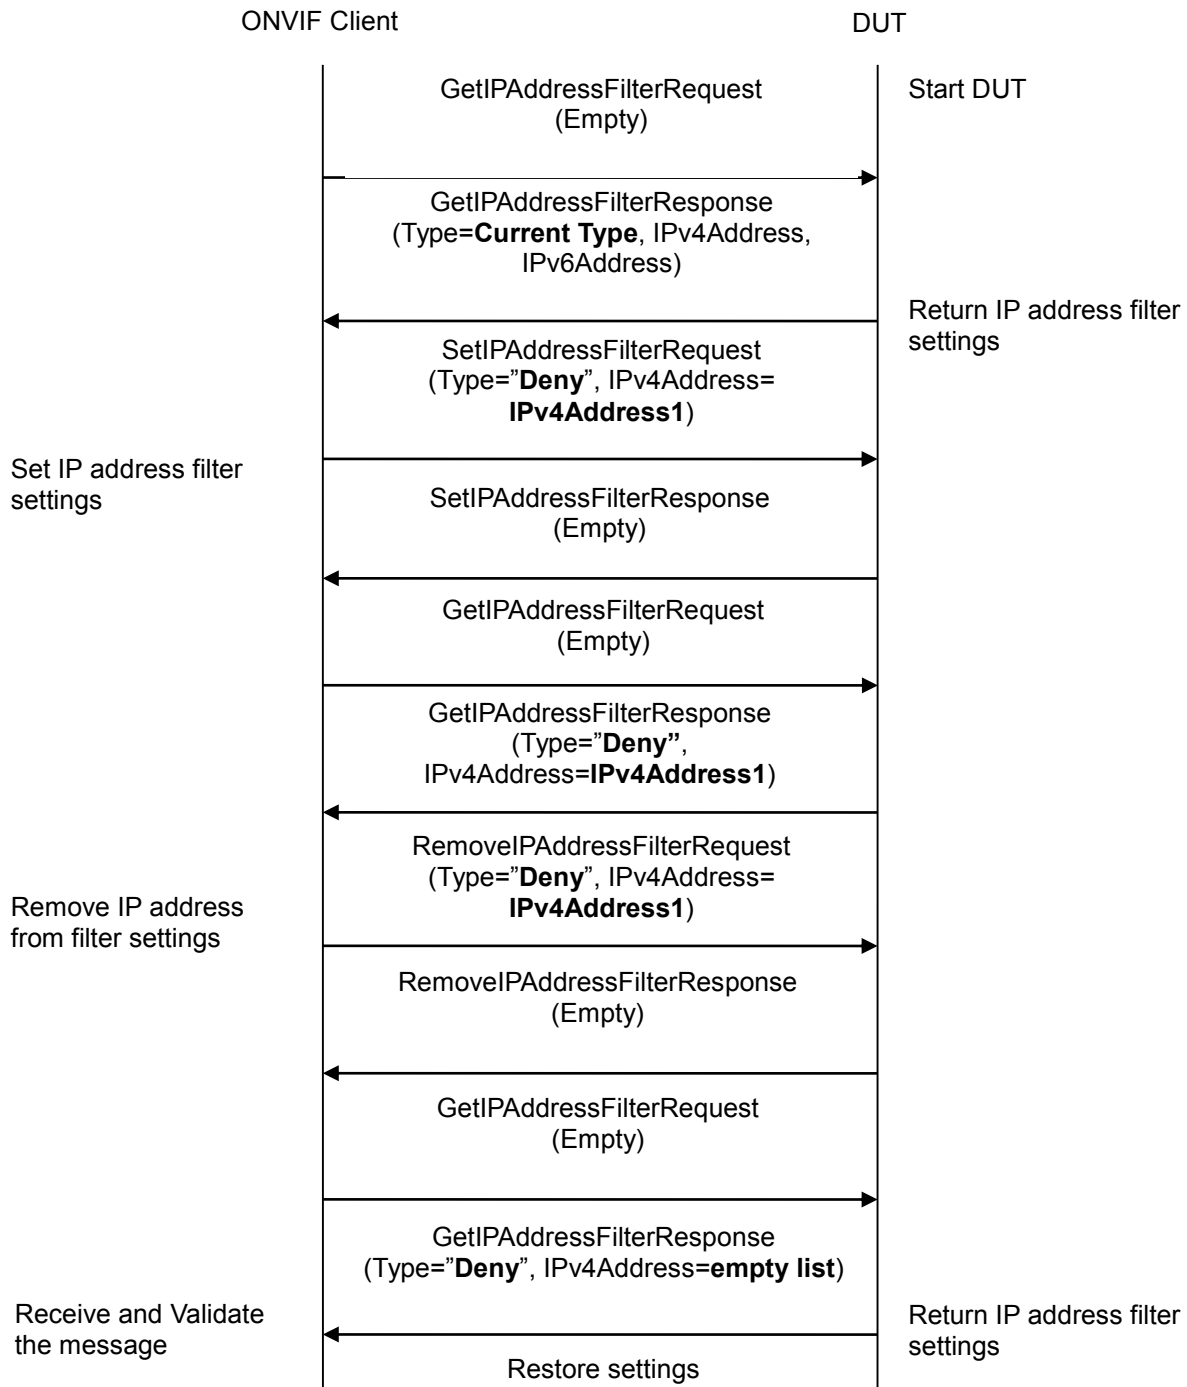 ONVIF Client
DUT
GetIPAddressFilterRequest
(Empty)
Start DUT
GetIPAddressFilterResponse
(Type=Current Type, IPv4Address,
IPv6Address)
Return IP address filter
settings
SetIPAddressFilterRequest
(Type=”Deny”, IPv4Address=
IPv4Address1)
Set IP address filter
settings
SetIPAddressFilterResponse
(Empty)
GetIPAddressFilterRequest
(Empty)
GetIPAddressFilterResponse
(Type=”Deny”,
IPv4Address=IPv4Address1)
RemoveIPAddressFilterRequest
(Type=”Deny”, IPv4Address=
IPv4Address1)
Remove IP address
from filter settings
RemoveIPAddressFilterResponse
(Empty)
GetIPAddressFilterRequest
(Empty)
GetIPAddressFilterResponse
(Type=”Deny”, IPv4Address=empty list)
Receive and Validate
the message
Return IP address filter
settings
Restore settings